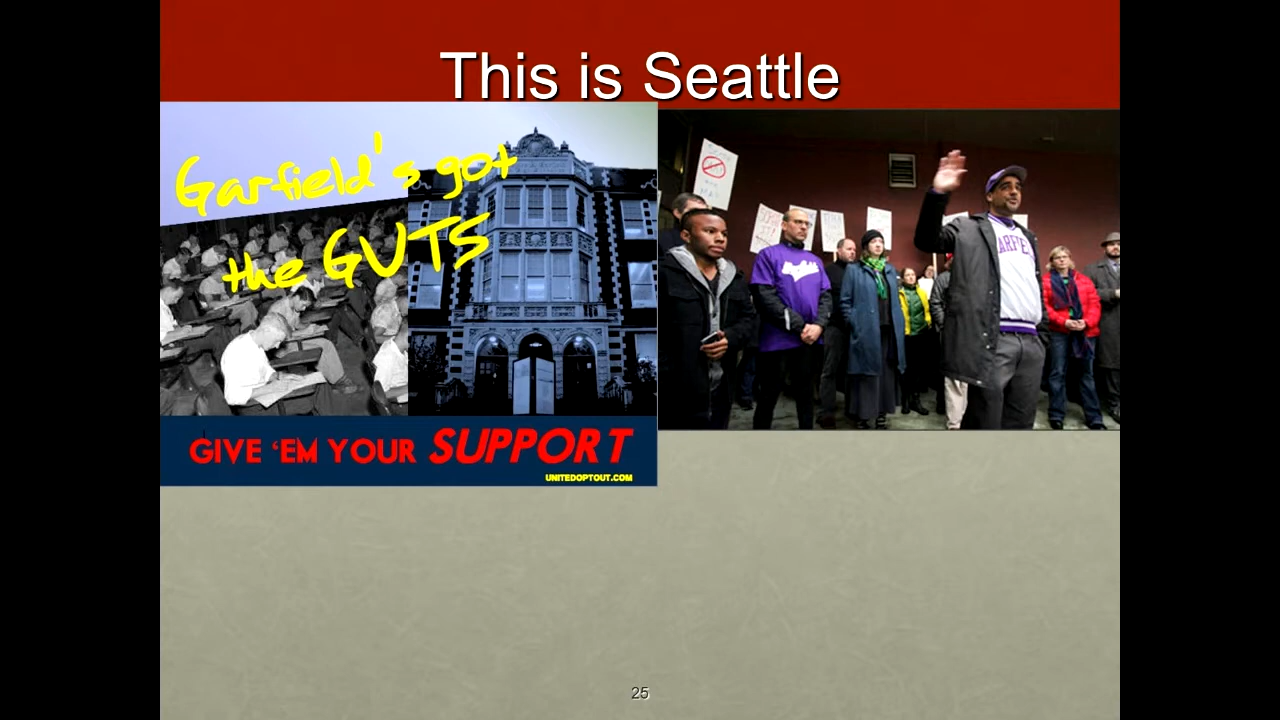 This is Seattle
Garfield's got
the GUTS
GIVE 'EM YOUR SUPPORT
UNITEDOPTOUT.COM
25